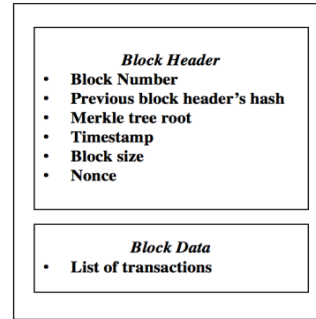 Block Header
• Block Number
• Previous block header's hash
• Merkle tree root
• Timestamp
• Block size
• Nonce
Block Data
• List of transactions